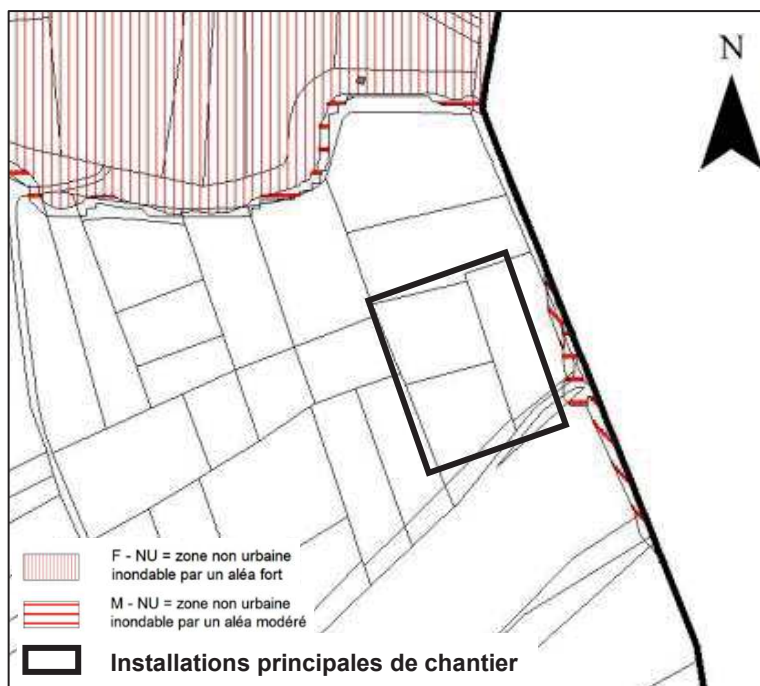 N
F - NU = zone non urbaine
inondable par un aléa fort
M - NU = zone non urbaine
inondable par un aléa modéré
Installations principales de chantier